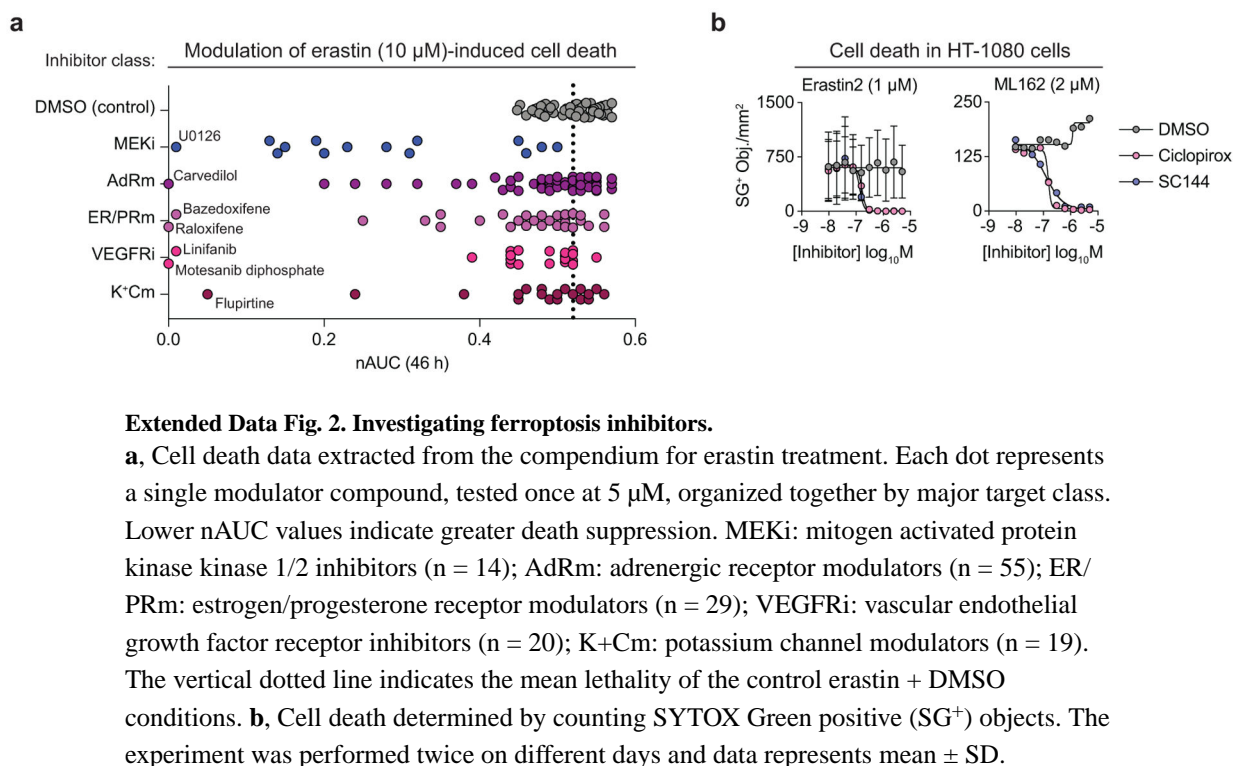 a
Modulation of erastin (10 µM)-induced cell death
Inhibitor class:
DMSO (control)
MEKi
U0126
AdRm
Carvedilol
ER/PRm
Bazedoxifene
Raloxifene
VEGFRi
Linifanib
Motesanib diphosphate
K⁺Cm
Flupirtine
0.0 0.2 0.4 0.6
nAUC (46 h)
b
Cell death in HT-1080 cells
Erastin2 (1 µM)
SG⁺ Obj./mm²
1500
750
0
-9 -8 -7 -6 -5
[Inhibitor] log₁₀M
ML162 (2 µM)
250
125
0
-9 -8 -7 -6 -5
[Inhibitor] log₁₀M
DMSO
Ciclopirox
SC144
Extended Data Fig. 2. Investigating ferroptosis inhibitors.
a, Cell death data extracted from the compendium for erastin treatment. Each dot represents
a single modulator compound, tested once at 5 µM, organized together by major target class.
Lower nAUC values indicate greater death suppression. MEKi: mitogen activated protein
kinase kinase 1/2 inhibitors (n = 14); AdRm: adrenergic receptor modulators (n = 55); ER/
PRm: estrogen/progesterone receptor modulators (n = 29); VEGFRi: vascular endothelial
growth factor receptor inhibitors (n = 20); K+Cm: potassium channel modulators (n = 19).
The vertical dotted line indicates the mean lethality of the control erastin + DMSO
conditions. b, Cell death determined by counting SYTOX Green positive (SG⁺) objects. The
experiment was performed twice on different days and data represents mean ± SD.